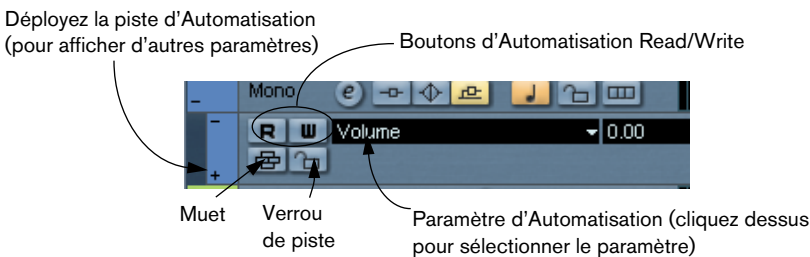 Déployez la piste d'Automatisation
(pour afficher d'autres paramètres)
Boutons d'Automatisation Read/Write
Mono
e
R W Volume 0.00
Muet
Verrou
de piste
Paramètre d'Automatisation (cliquez dessus
pour sélectionner le paramètre)